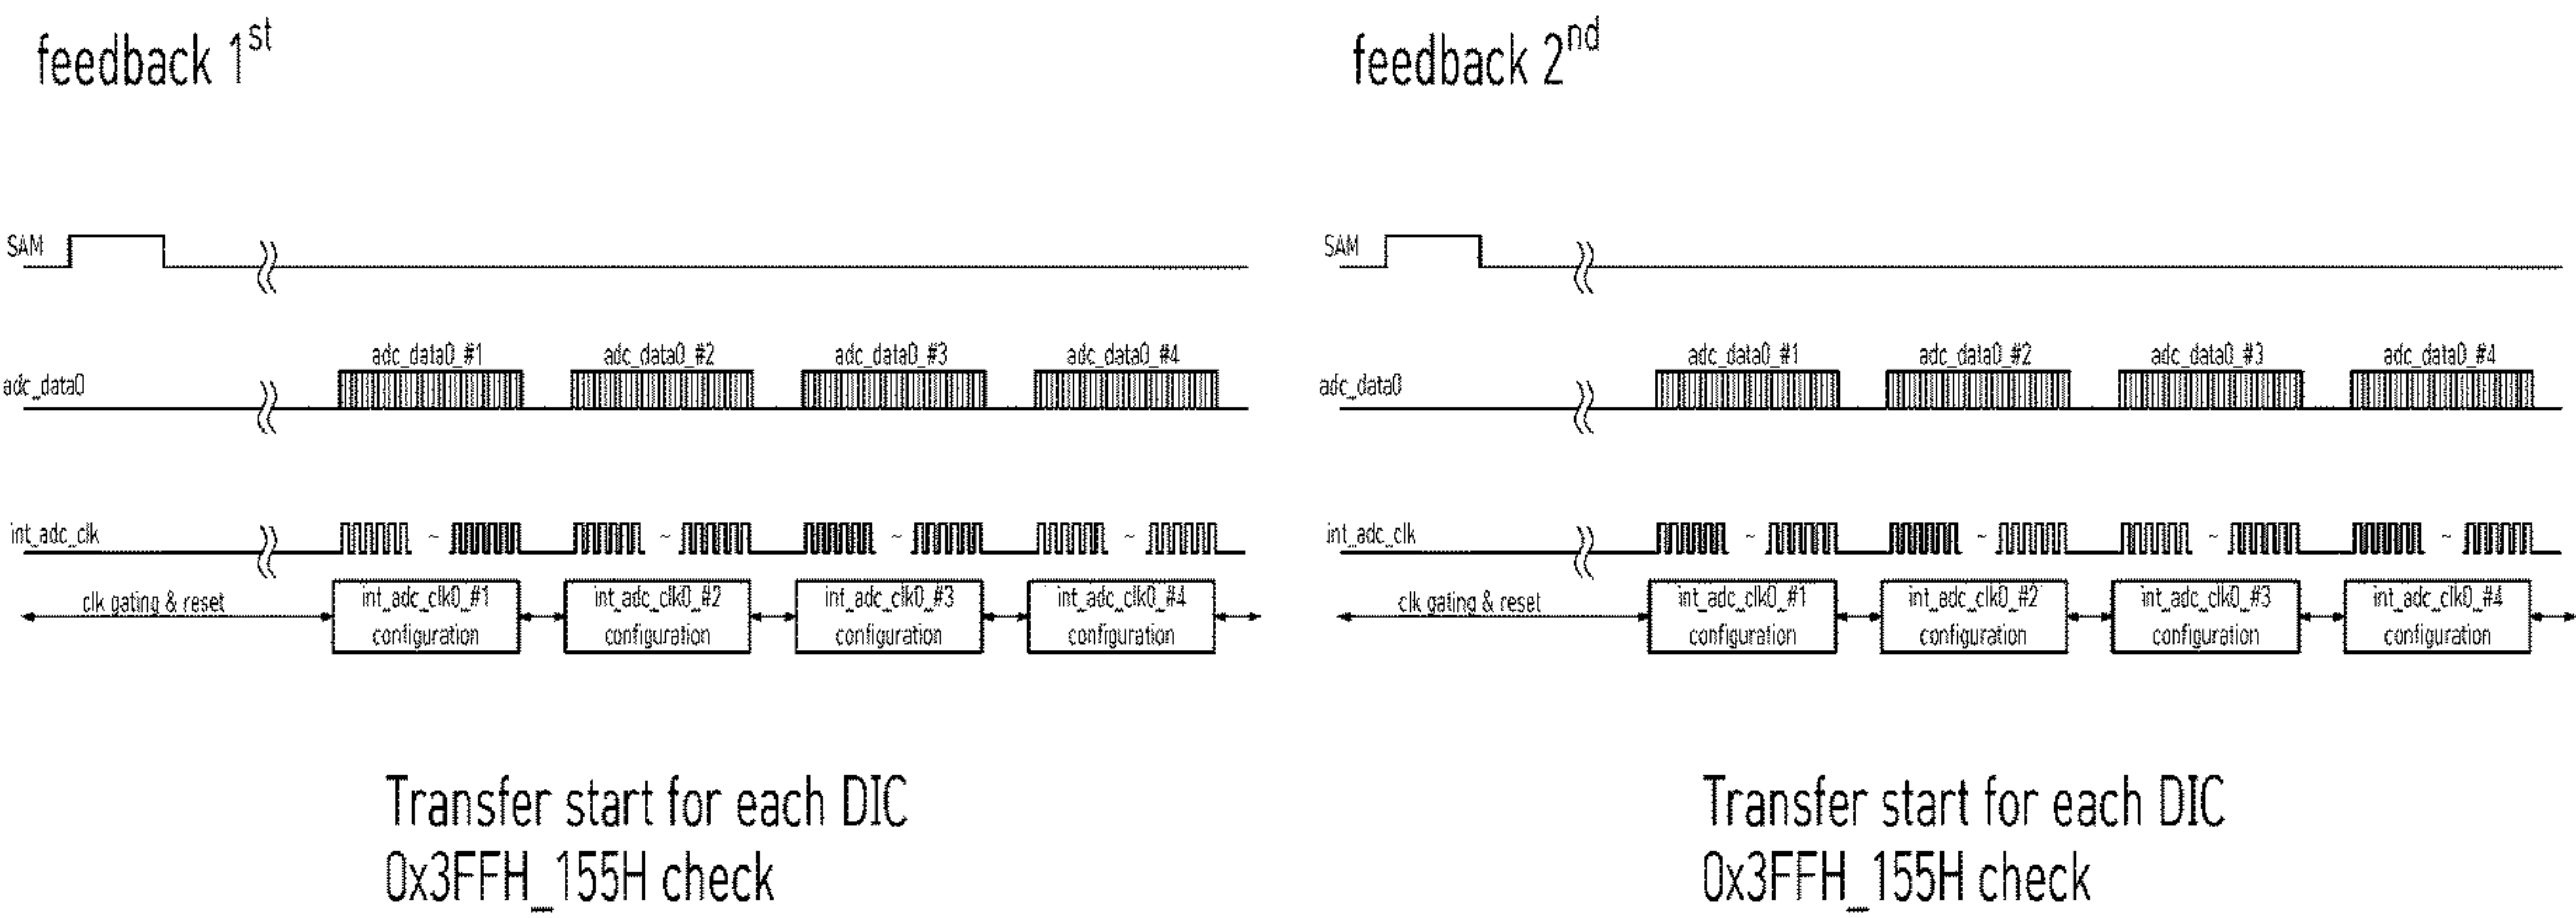 feedback 1st
SAM
adc_data0_#1 adc_data0_#2 adc_data0_#3 adc_data0_#4
adc_data0
int_adc_clk ~ ~ ~ ~
clk gating & reset
int_adc_clk0_#1
configuration
int_adc_clk0_#2
configuration
int_adc_clk0_#3
configuration
int_adc_clk0_#4
configuration
Transfer start for each DIC
0x3FFH_155H check
feedback 2nd
SAM
adc_data0_#1 adc_data0_#2 adc_data0_#3 adc_data0_#4
adc_data0
int_adc_clk ~ ~ ~ ~
clk gating & reset
int_adc_clk0_#1
configuration
int_adc_clk0_#2
configuration
int_adc_clk0_#3
configuration
int_adc_clk0_#4
configuration
Transfer start for each DIC
0x3FFH_155H check